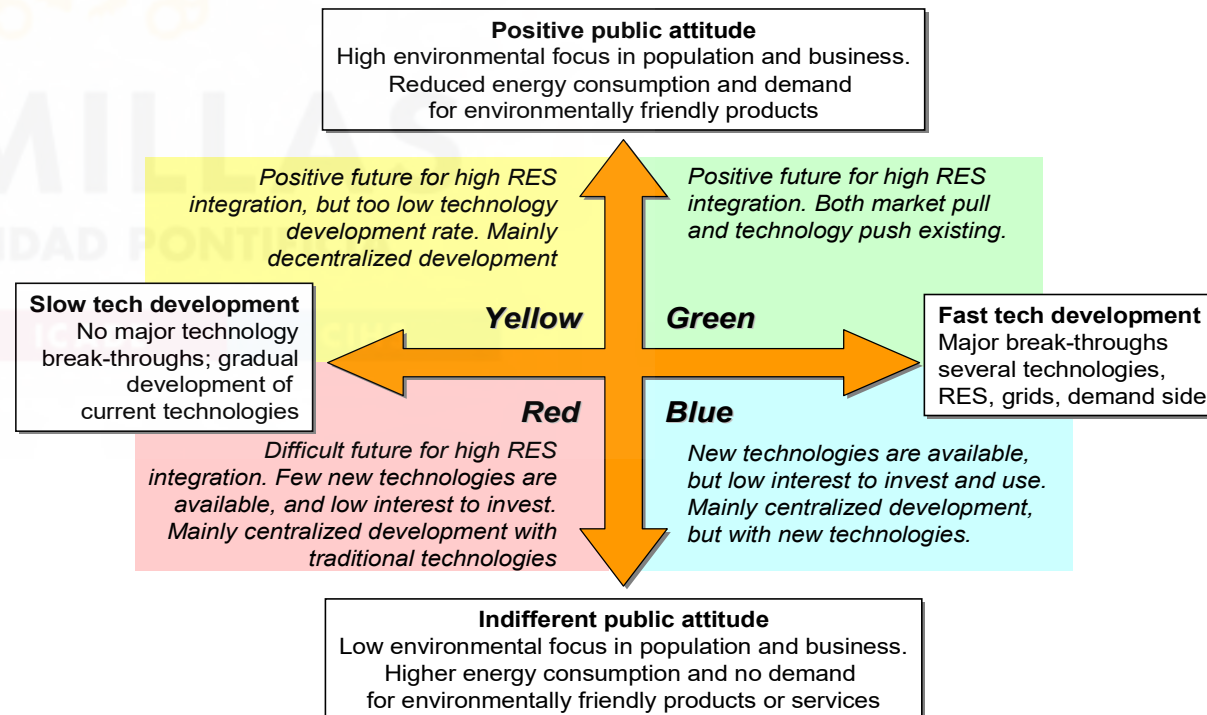 Positive public attitude
High environmental focus in population and business.
Reduced energy consumption and demand
for environmentally friendly products
MILLAS
IDAD PONTIFI
Positive future for high RES
integration, but too low technology
development rate. Mainly
decentralized development
Positive future for high RES
integration. Both market pull
and technology push existing.
Slow tech development
No major technology
break-throughs; gradual
development of
current technologies
Yellow
Green
Fast tech development
Major break-throughs
several technologies,
RES, grids, demand side
Red
Blue
Difficult future for high RES
integration. Few new technologies are
available, and low interest to invest.
Mainly centralized development with
traditional technologies
New technologies are available,
but low interest to invest and use.
Mainly centralized development,
but with new technologies.
Indifferent public attitude
Low environmental focus in population and business.
Higher energy consumption and no demand
for environmentally friendly products or services